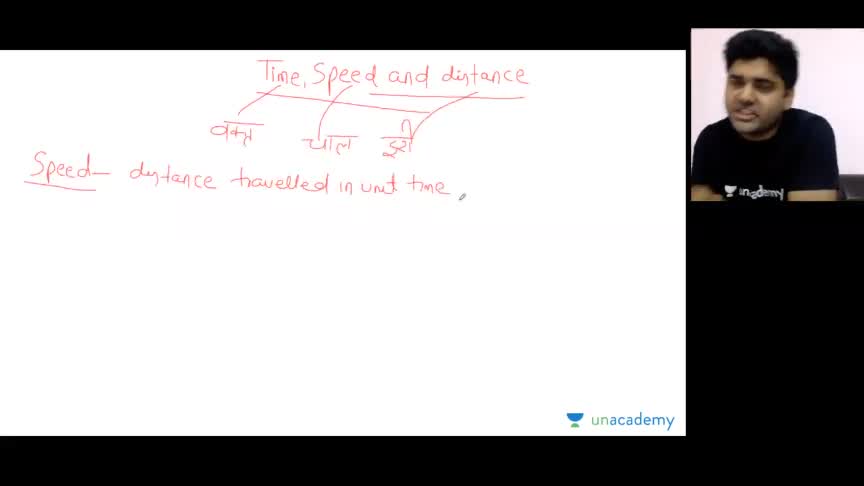 Time, Speed and distance
वक्त चाल दूरी
Speed- distance travelled in unit time
unacademy
unacademy